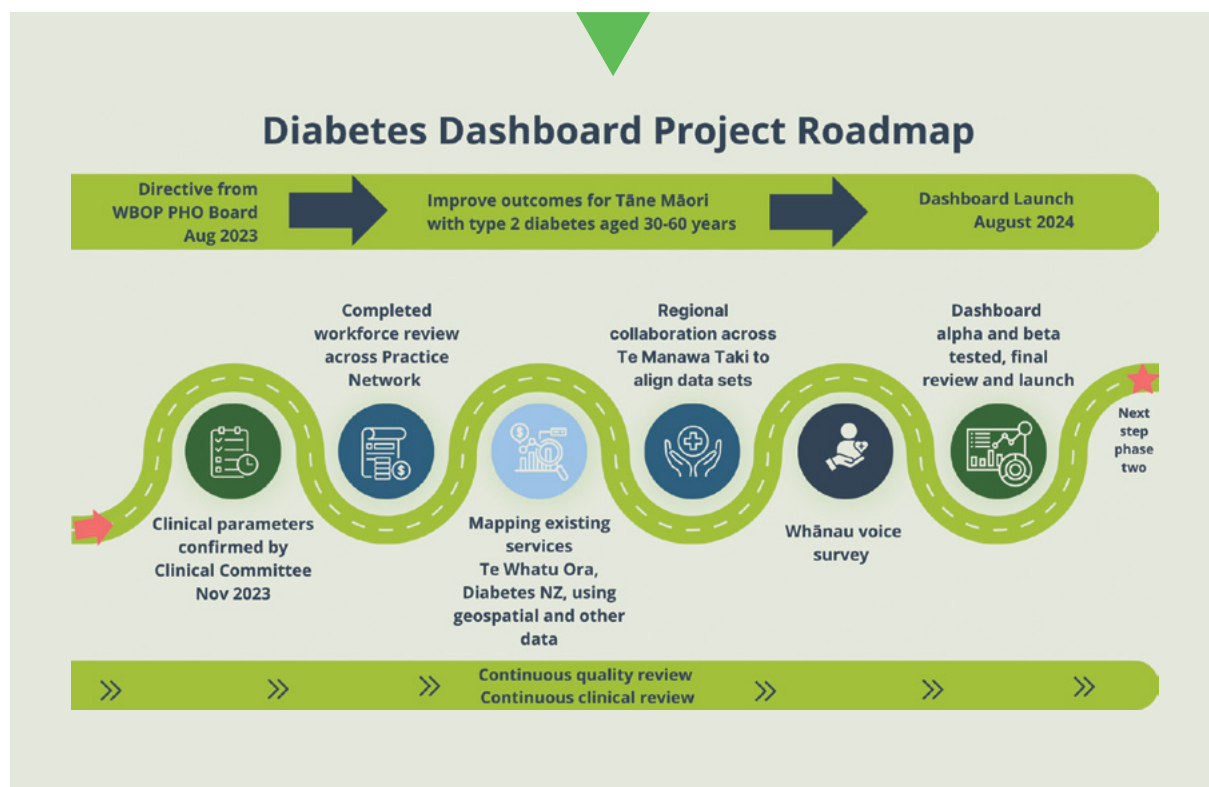 Diabetes Dashboard Project Roadmap
Directive from
WBOP PHO Board
Aug 2023
Improve outcomes for Tāne Māori
with type 2 diabetes aged 30-60 years
Dashboard Launch
August 2024
Clinical parameters
confirmed by
Clinical Committee
Nov 2023
Completed
workforce review
across Practice
Network
Mapping existing
services
Te Whatu Ora,
Diabetes NZ, using
geospatial and other
data
Regional
collaboration across
Te Manawa Taki to
align data sets
Whānau voice
survey
Dashboard
alpha and beta
tested, final
review and launch
Next
step
phase
two
Continuous quality review
Continuous clinical review